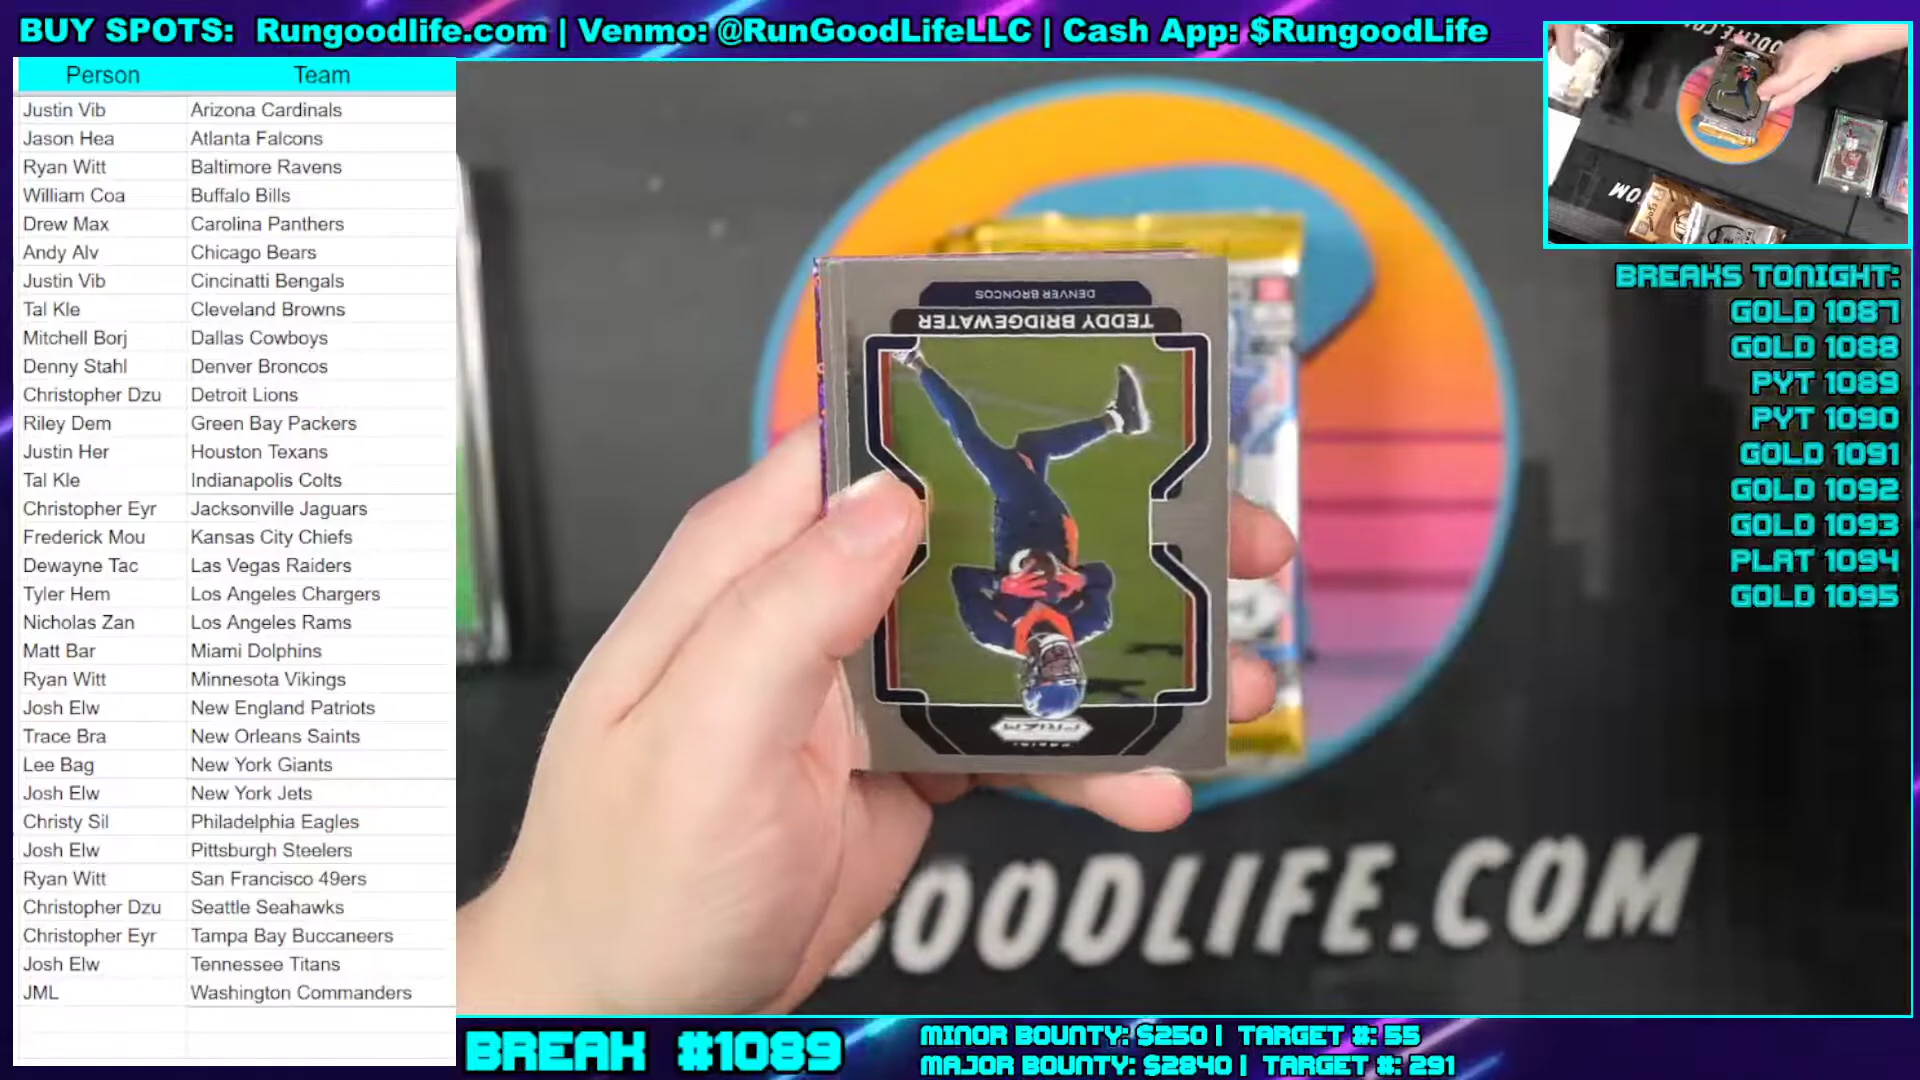 BUY SPOTS: Rungoodlife.com | Venmo: @RunGoodLifeLLC | Cash App: $RungoodLife
Person Team
Justin Vib Arizona Cardinals
Jason Hea Atlanta Falcons
Ryan Witt Baltimore Ravens
William Coa Buffalo Bills
Drew Max Carolina Panthers
Andy Alv Chicago Bears
Justin Vib Cincinatti Bengals
Tal Kle Cleveland Browns
Mitchell Borj Dallas Cowboys
Denny Stahl Denver Broncos
Christopher Dzu Detroit Lions
Riley Dem Green Bay Packers
Justin Her Houston Texans
Tal Kle Indianapolis Colts
Christopher Eyr Jacksonville Jaguars
Frederick Mou Kansas City Chiefs
Dewayne Tac Las Vegas Raiders
Tyler Hem Los Angeles Chargers
Nicholas Zan Los Angeles Rams
Matt Bar Miami Dolphins
Ryan Witt Minnesota Vikings
Josh Elw New England Patriots
Trace Bra New Orleans Saints
Lee Bag New York Giants
Josh Elw New York Jets
Christy Sil Philadelphia Eagles
Josh Elw Pittsburgh Steelers
Ryan Witt San Francisco 49ers
Christopher Dzu Seattle Seahawks
Christopher Eyr Tampa Bay Buccaneers
Josh Elw Tennessee Titans
JML Washington Commanders
DENVER BRONCOS
TEDDY BRIDGEWATER
PRIZM
PANINI
GOODLIFE.COM
BREAKS TONIGHT:
GOLD 1087
GOLD 1088
PYT 1089
PYT 1090
GOLD 1091
GOLD 1092
GOLD 1093
PLAT 1094
GOLD 1095
BREAK #1089
MINOR BOUNTY: $250 | TARGET #: 55
MAJOR BOUNTY: $2840 | TARGET #: 291